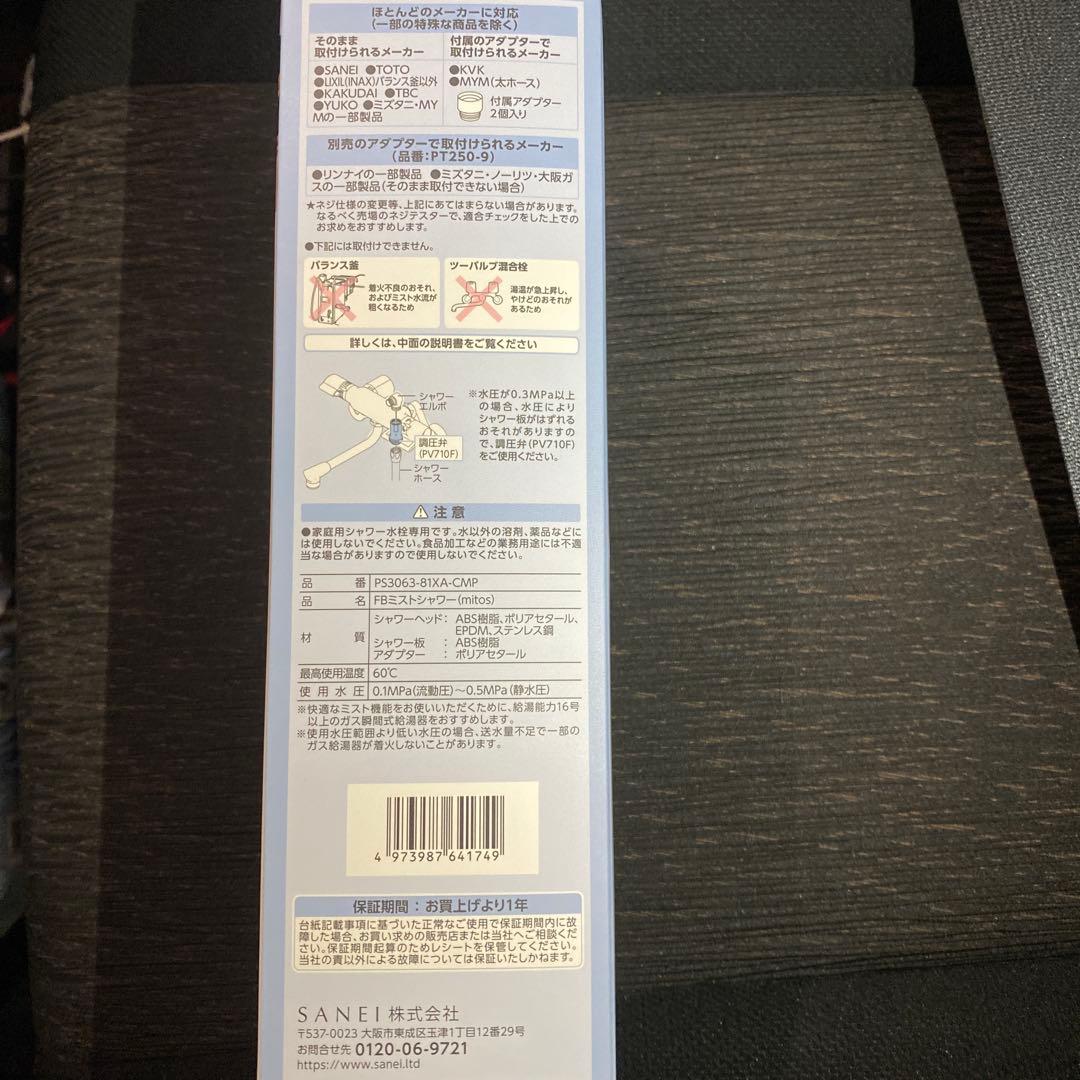 ほとんどのメーカーに対応
(一部の特殊な商品を除く)
そのまま
取付けられるメーカー
●SANEI ●TOTO
●LIXIL(INAX)バランス釜以外
●KAKUDAI ●TBC
●YUKO ●ミズタニ・MY
Mの一部製品
付属のアダプターで
取付けられるメーカー
●KVK
●MYM(太ホース)
付属アダプター
2個入り
別売のアダプターで取付けられるメーカー
(品番:PT250-9)
●リンナイの一部製品 ●ミズタニ・ノーリツ・大阪ガ
スの一部製品(そのまま取付できない場合)
★ネジ仕様の変更等、上記にあてはまらない場合があります。
なるべく売場のネジテスターで、適合チェックをした上での
お求めをおすすめします。
●下記には取付けできません。
バランス釜
着火不良のおそれ、
およびミスト水流が
粗くなるため
ツーバルブ混合栓
湯温が急上昇し、
やけどのおそれが
あるため
詳しくは、中面の説明書をご覧ください
シャワー
エルボ
調圧弁
(PV710F)
シャワー
ホース
※水圧が0.3MPa以上
の場合、水圧により
シャワー板がはずれる
おそれがありますの
で、調圧弁(PV710F)
をご使用ください。
⚠注意
●家庭用シャワー水栓専用です。水以外の溶剤、薬品などに
は使用しないでください。食品加工などの業務用途には不適
当な場合がありますので使用しないでください。
品番 PS3063-81XA-CMP
品名 FBミストシャワー(mitos)
材質 シャワーヘッド: ABS樹脂、ポリアセタール、
EPDM、ステンレス鋼
シャワー板 : ABS樹脂
アダプター : ポリアセタール
最高使用温度 60℃
使用水圧 0.1MPa(流動圧)~0.5MPa(静水圧)
※快適なミスト機能をお使いいただくために、給湯能力16号
以上のガス瞬間式給湯器をおすすめします。
※使用水圧範囲より低い水圧の場合、送水量不足で一部の
ガス給湯器が着火しないことがあります。
4 973987 641749
保証期間:お買上げより1年
台紙記載事項に基づいた正常なご使用で保証期間内に故
障した場合、お買い求めの販売店または当社へご相談くだ
さい。保証期間起算のためレシートを保管してください。
当社の責以外による故障については保証いたしかねます。
SANEI株式会社
〒537-0023 大阪市東成区玉津1丁目12番29号
お問合せ先 0120-06-9721
https://www.sanei.ltd